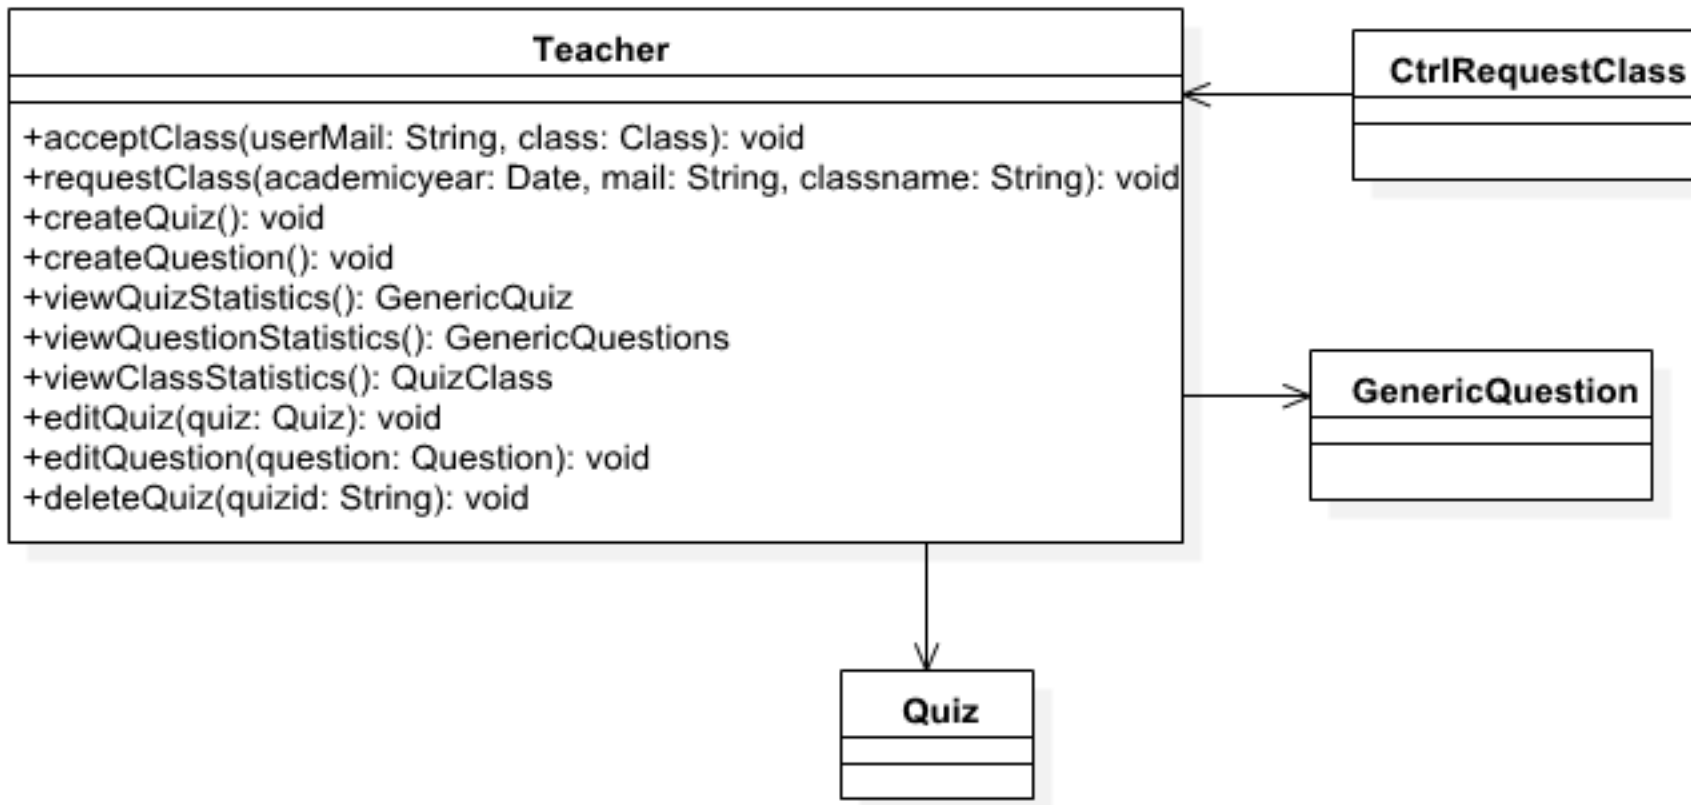 Teacher
+acceptClass(userMail: String, class: Class): void
+requestClass(academicyear: Date, mail: String, classname: String): void
+createQuiz(): void
+createQuestion(): void
+viewQuizStatistics(): GenericQuiz
+viewQuestionStatistics(): GenericQuestions
+viewClassStatistics(): QuizClass
+editQuiz(quiz: Quiz): void
+editQuestion(question: Question): void
+deleteQuiz(quizid: String): void
CtrlRequestClass
GenericQuestion
Quiz